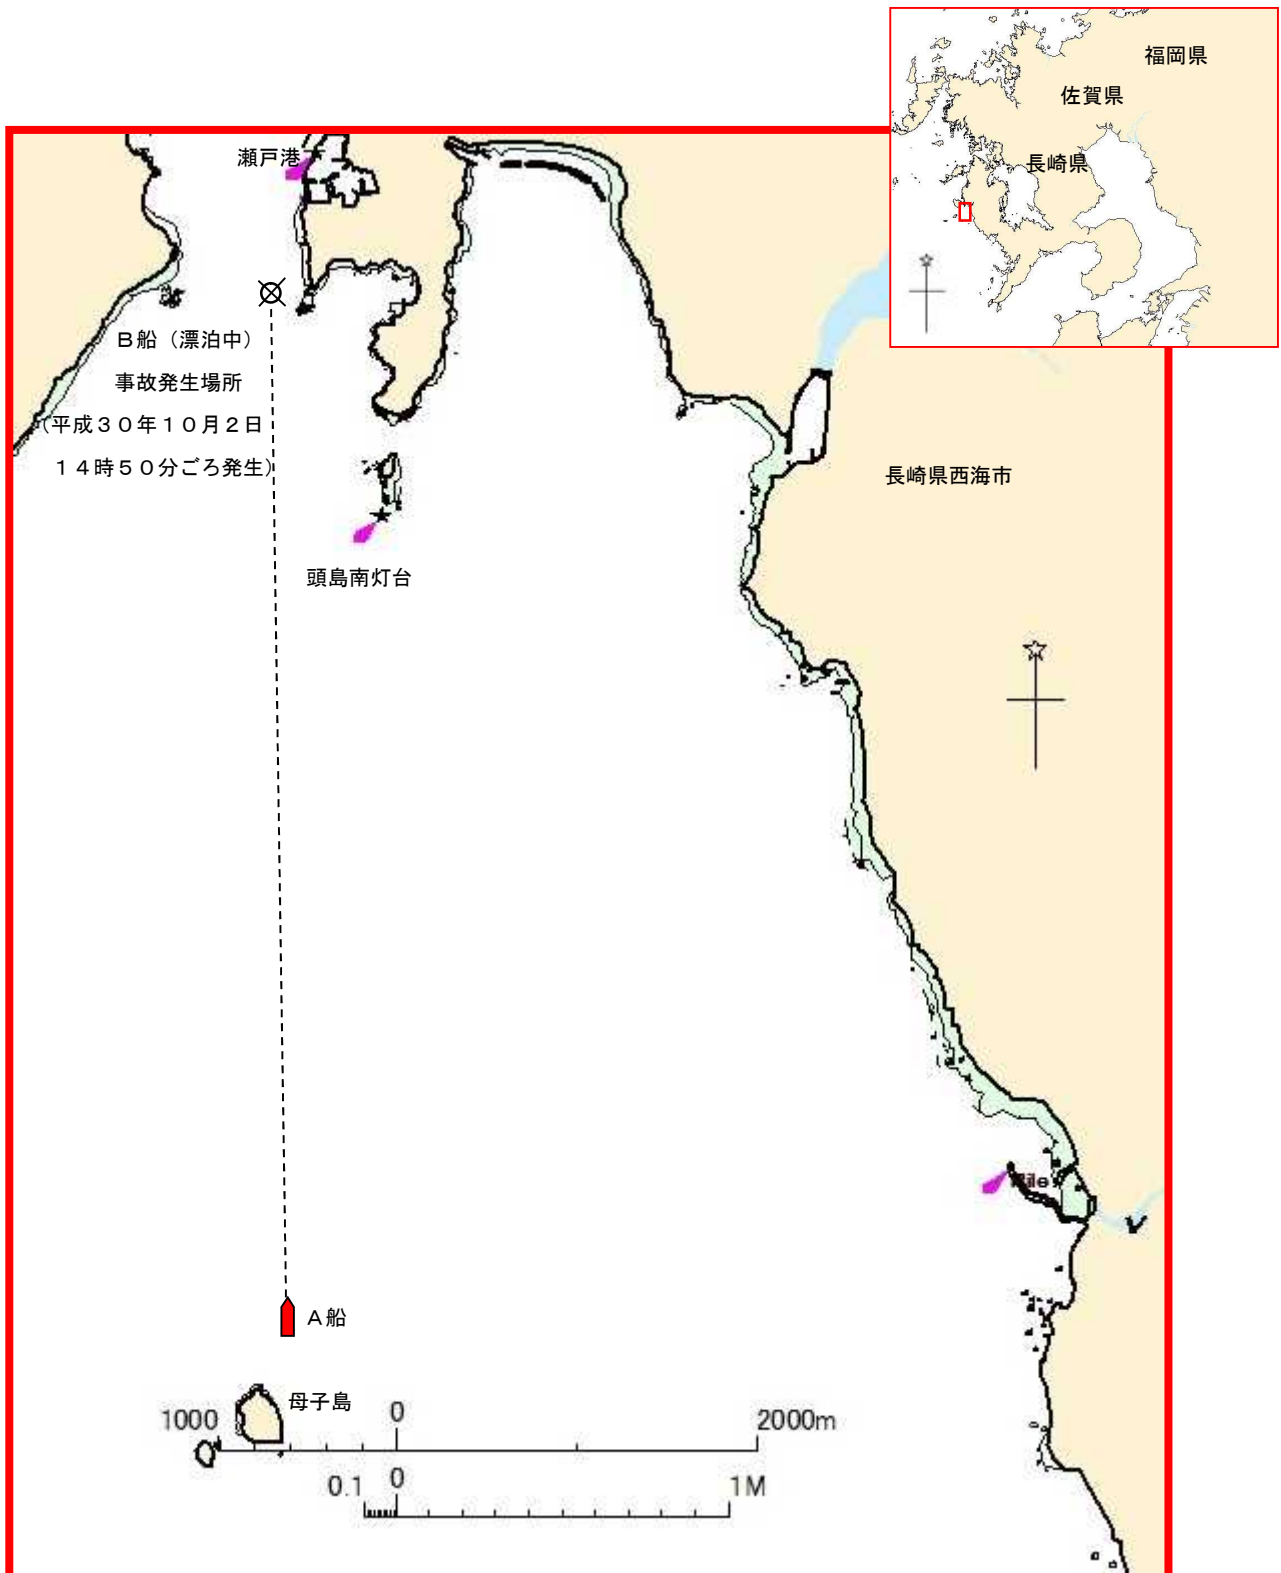 福岡県
佐賀県
長崎県
瀬戸港
B船（漂泊中）
事故発生場所
（平成３０年１０月２日
１４時５０分ごろ発生）
長崎県西海市
頭島南灯台
A船
母子島
1000 0 2000m
0.1 0 1M